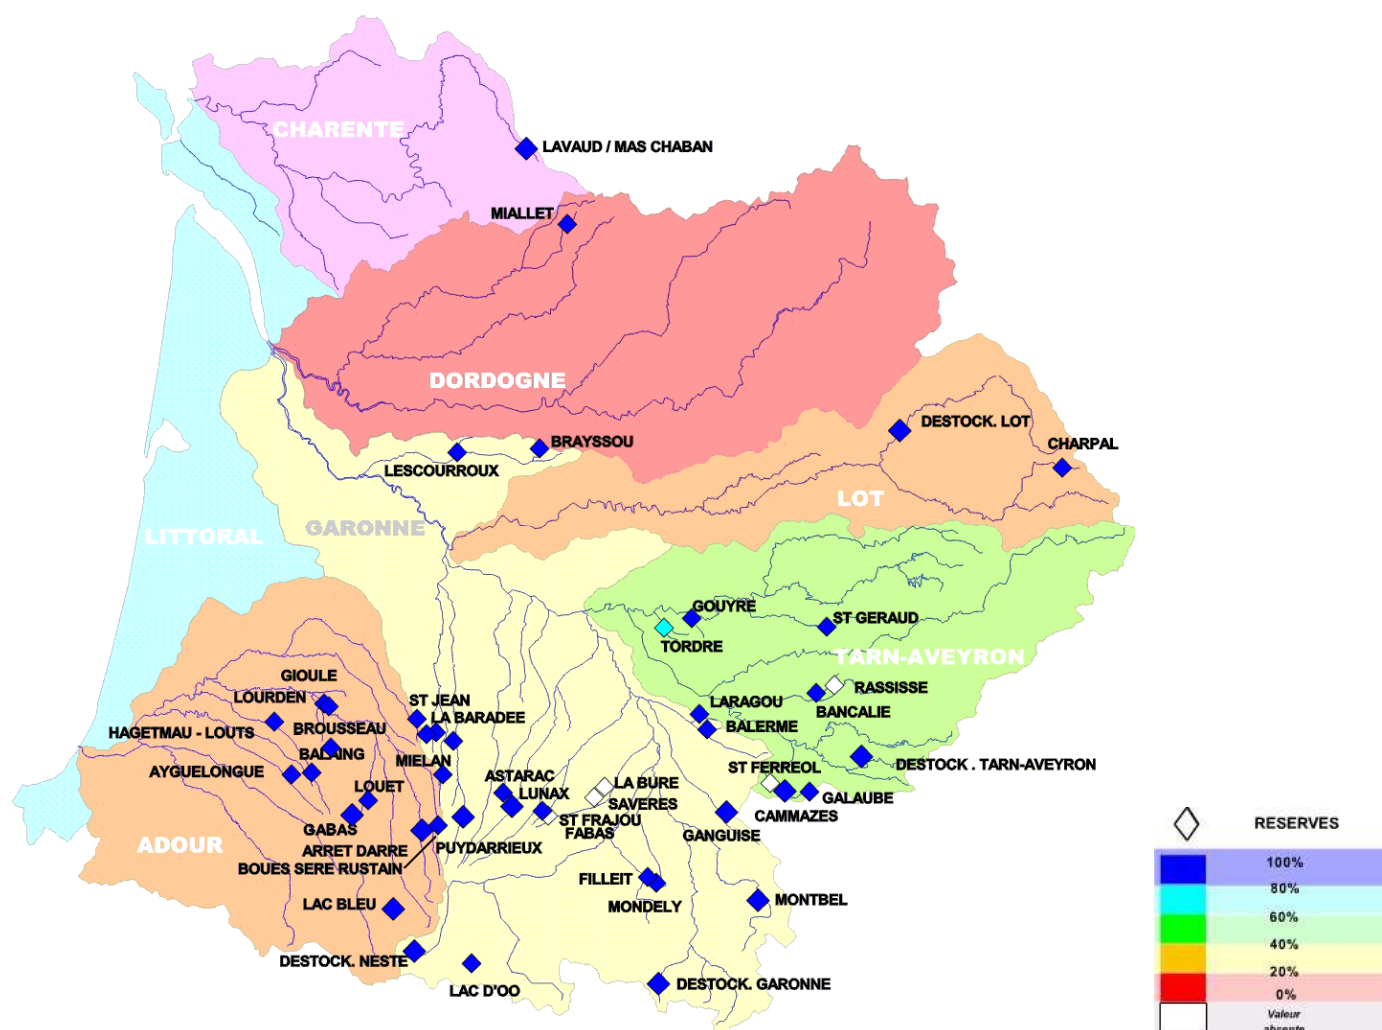 CHARENTE
LAVAUD / MAS CHABAN
MIALLET
DORDOGNE
DESTOCK. LOT
BRAYSSOU
CHARPAL
LESCOURROUX
LOT
GARONNE
LITTORAL
GOUYRE
ST GERAUD
TORDRE
TARN-AVEYRON
GIOULE
RASSISSE
LOURDEN
ST JEAN
LARAGOU
BANCALIE
LA BARADEE
HAGETMAU - LOUTS
BROUSSEAU
BALERME
BALAING
MIELAN
DESTOCK . TARN-AVEYRON
AYGUELONGUE
ST FERREOL
ASTARAC
LOUET
LA BURE
LUNAX
GALAUBE
SAVERES
CAMMAZES
ST FRAJOU
GABAS
FABAS
GANGUISE
ADOUR
ARRET DARRE
PUYDARRIEUX
BOUES SERE RUSTAIN
FILLEIT
MONTBEL
LAC BLEU
MONDELY
DESTOCK. NESTE
DESTOCK. GARONNE
LAC D'OO
RESERVES
100%
80%
60%
40%
20%
0%
Valeur
absente